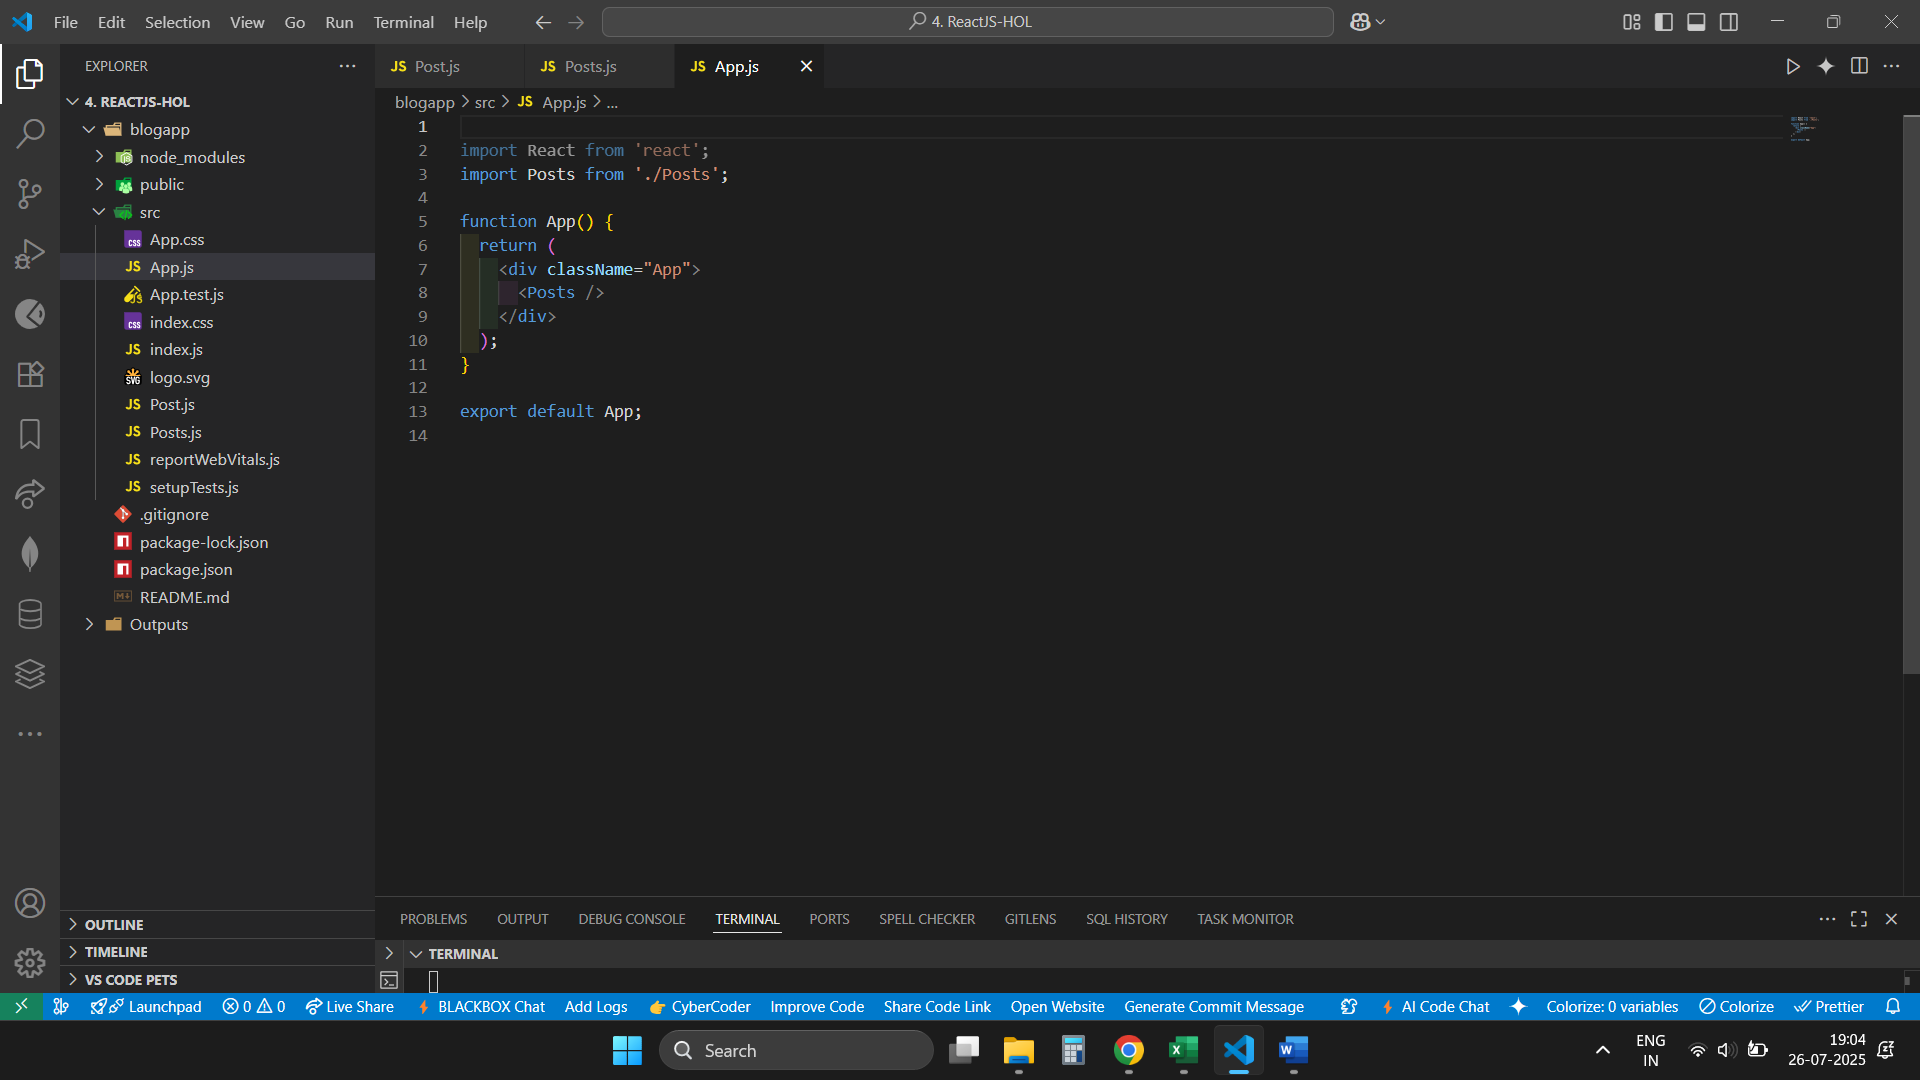 File Edit Selection View Go Run Terminal Help
4. ReactJS-HOL
EXPLORER
4. REACTJS-HOL
blogapp
node_modules
public
src
App.css
JS App.js
App.test.js
index.css
JS index.js
logo.svg
JS Post.js
JS Posts.js
JS reportWebVitals.js
JS setupTests.js
.gitignore
package-lock.json
package.json
README.md
Outputs
OUTLINE
TIMELINE
VS CODE PETS
JS Post.js JS Posts.js JS App.js
blogapp > src > JS App.js > ...
1
2 import React from 'react';
3 import Posts from './Posts';
4
5 function App() {
6 return (
7 <div className="App">
8 <Posts />
9 </div>
10 );
11 }
12
13 export default App;
14
PROBLEMS OUTPUT DEBUG CONSOLE TERMINAL PORTS SPELL CHECKER GITLENS SQL HISTORY TASK MONITOR
TERMINAL
Launchpad 0 0 Live Share BLACKBOX Chat Add Logs CyberCoder Improve Code Share Code Link Open Website Generate Commit Message AI Code Chat Colorize: 0 variables Colorize Prettier
Search
ENG
IN
19:04
26-07-2025